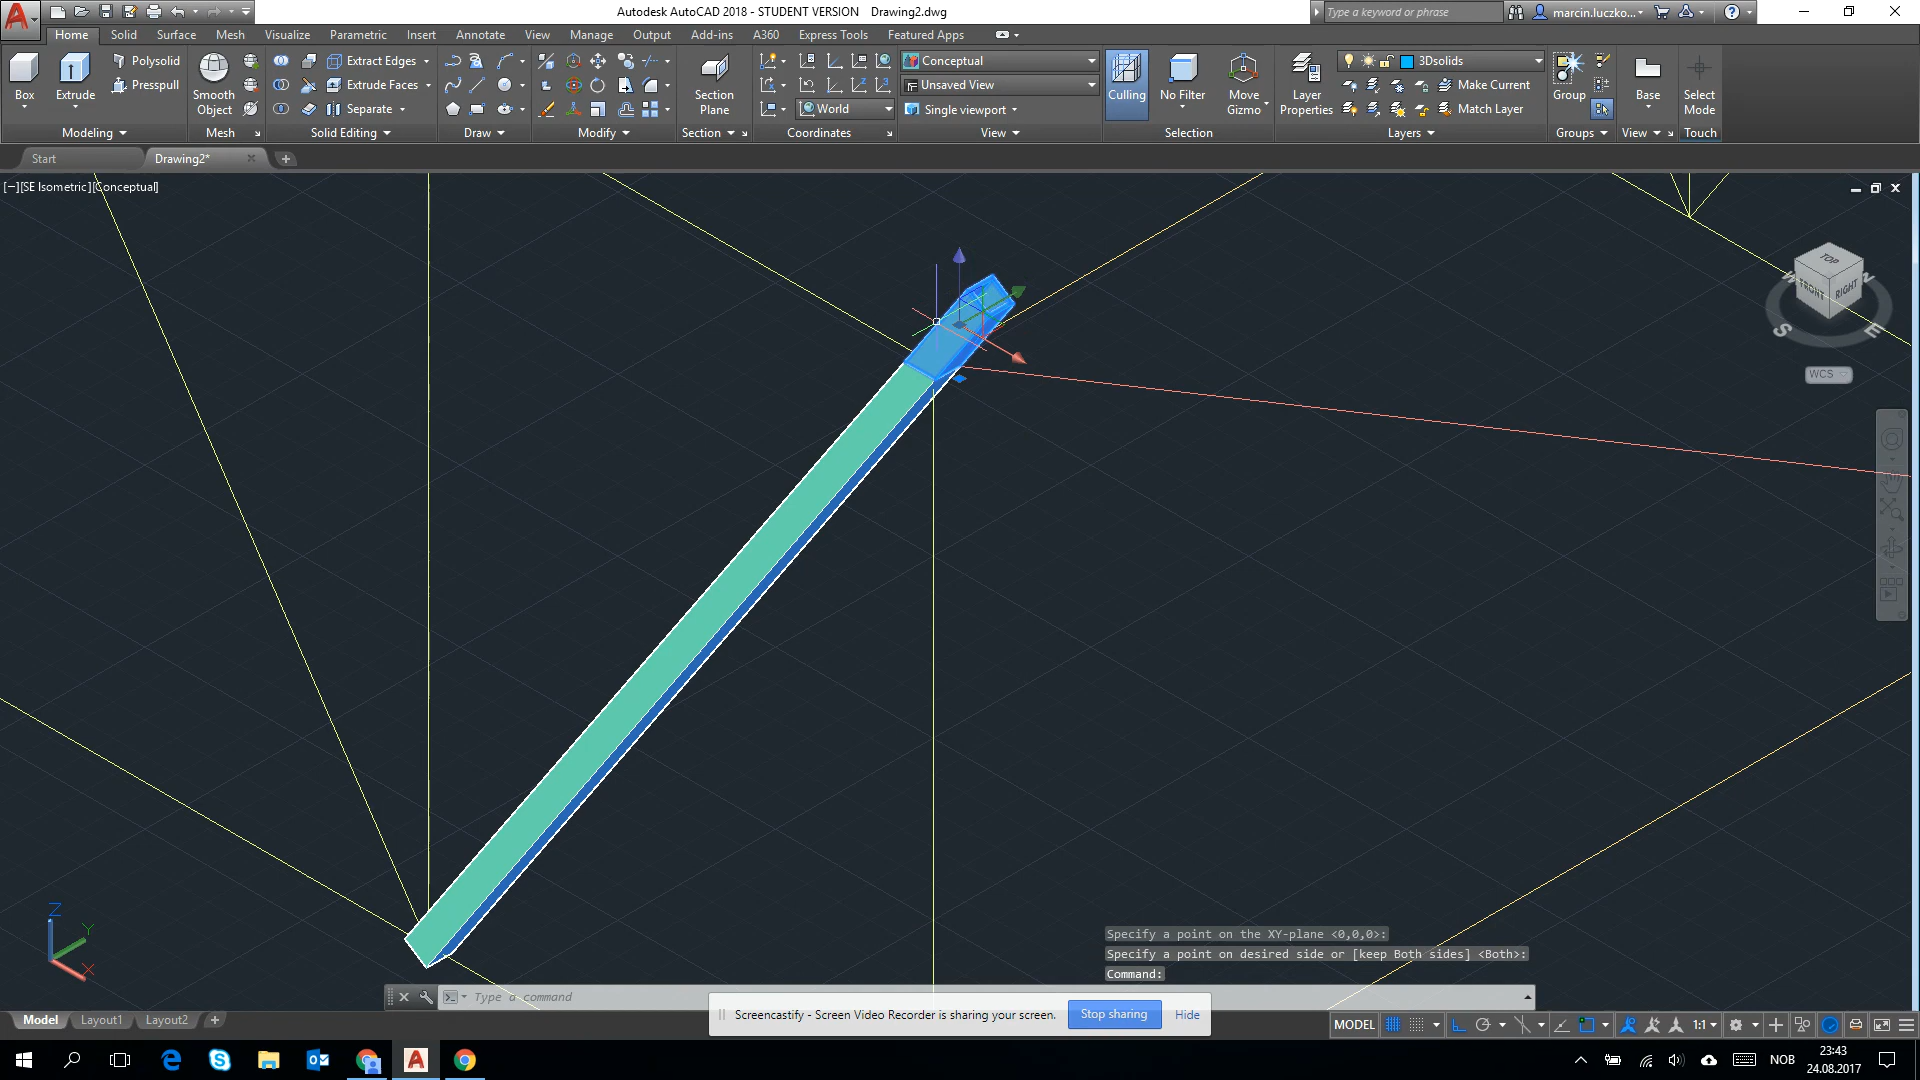 Autodesk AutoCAD 2018 - STUDENT VERSION Drawing2.dwg
Type a keyword or phrase
marcin.luczko...
Home Solid Surface Mesh Visualize Parametric Insert Annotate View Manage Output Add-ins A360 Express Tools Featured Apps
Box
Extrude
Polysolid
Presspull
Smooth Object
Extract Edges
Extrude Faces
Separate
Section Plane
World
Conceptual
Unsaved View
Single viewport
Culling
No Filter
Move Gizmo
Layer Properties
3Dsolids
Make Current
Match Layer
Group
Base
Select Mode
Modeling Mesh Solid Editing Draw Modify Section Coordinates View Selection Layers Groups View Touch
Start Drawing2*
[−][SE Isometric][Conceptual]
TOP
FRONT RIGHT
W N
S E
WCS
Z
Y
X
Specify a point on the XY-plane <0,0,0>:
Specify a point on desired side or [keep Both sides] <Both>:
Command:
Type a command
Screencastify - Screen Video Recorder is sharing your screen. Stop sharing Hide
Model Layout1 Layout2
MODEL 1:1
NOB
23:43
24.08.2017